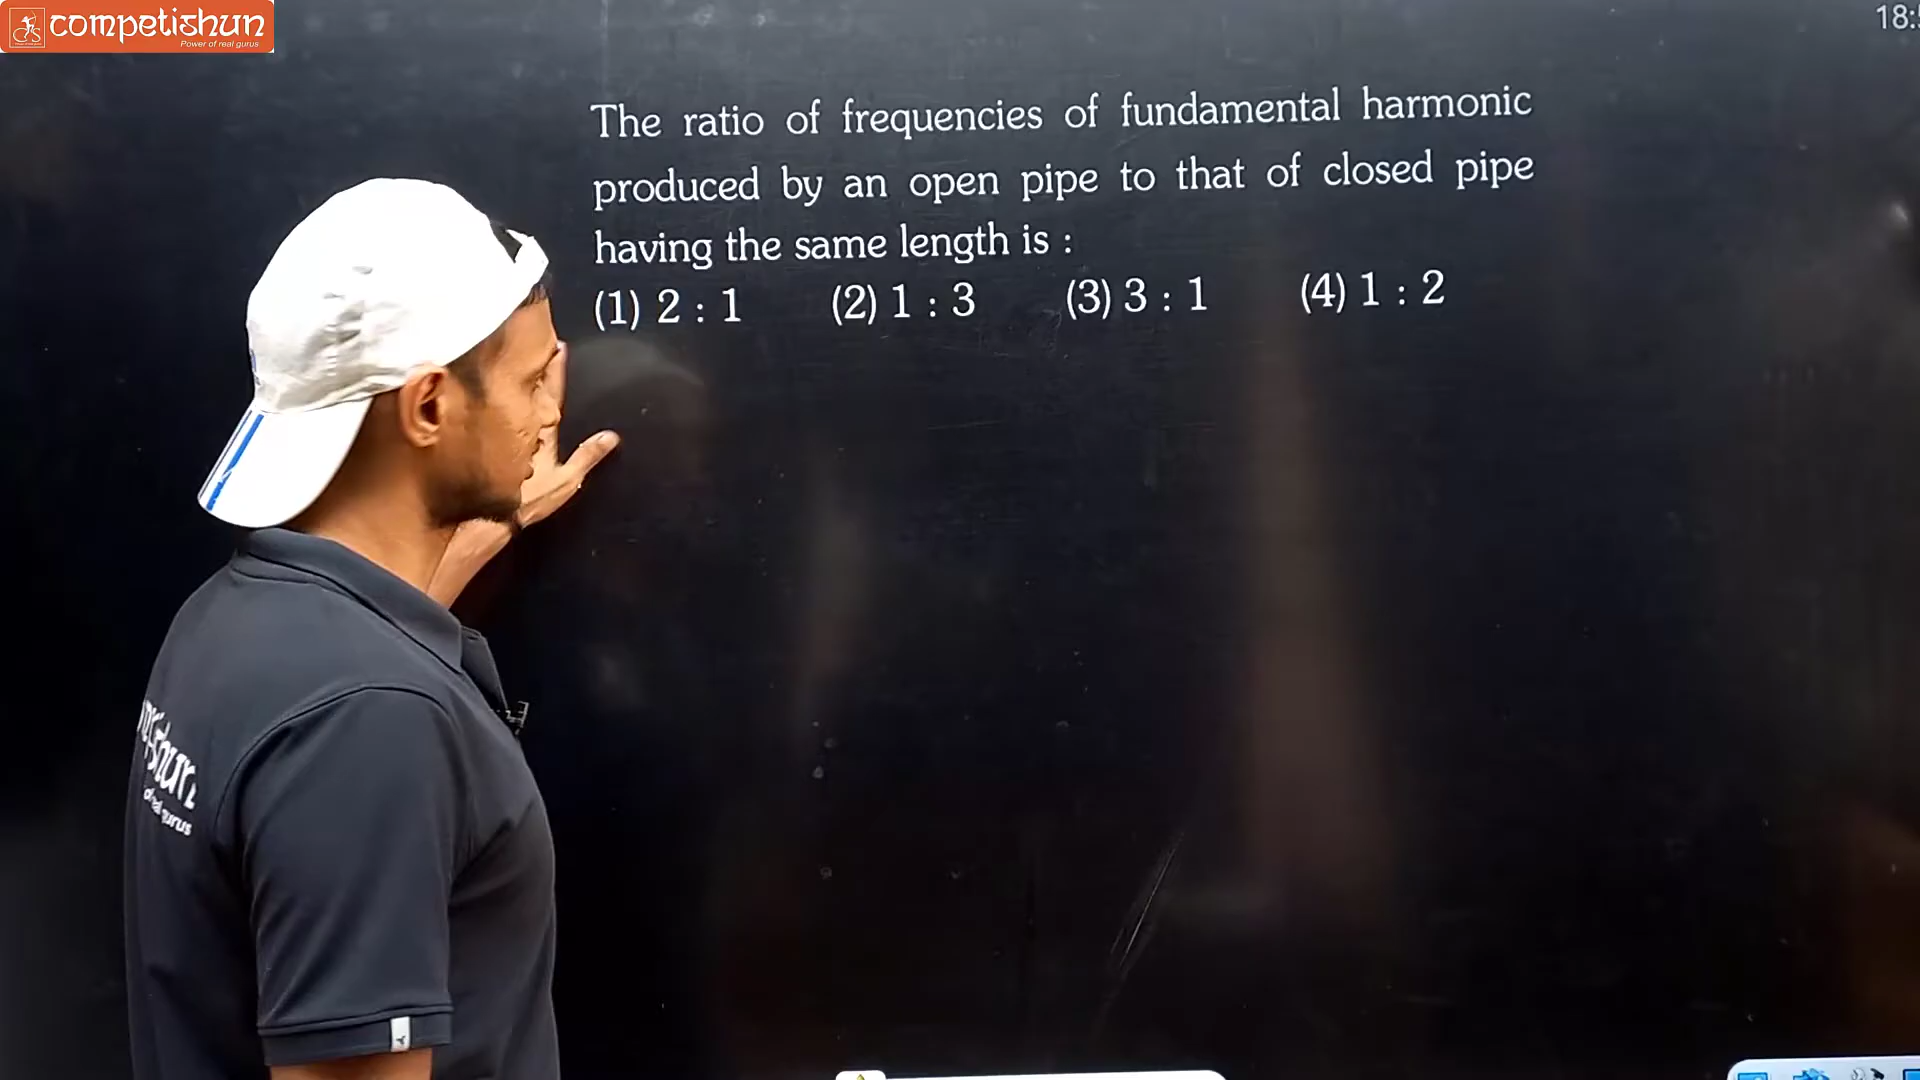 competishun
Power of real gurus
The ratio of frequencies of fundamental harmonic
produced by an open pipe to that of closed pipe
having the same length is :
(1) 2 : 1 (2) 1 : 3 (3) 3 : 1 (4) 1 : 2